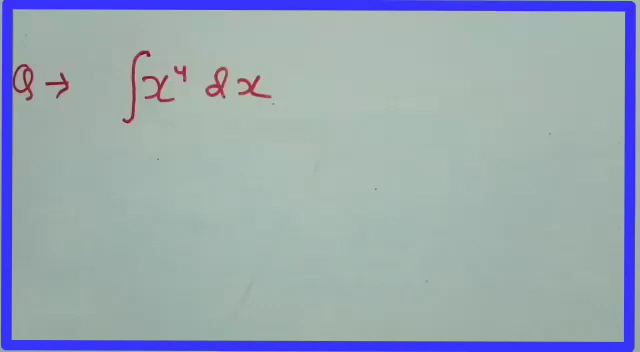 Q → ∫x⁴ dx